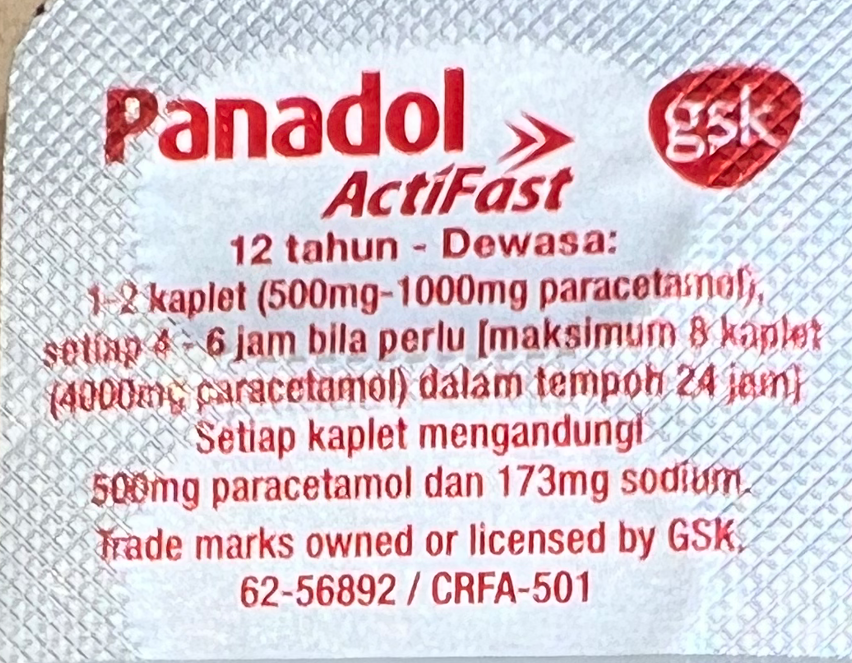 Panadol
gsk
ActiFast
12 tahun - Dewasa:
1-2 kaplet (500mg-1000mg paracetamol),
setiap 4 - 6 jam bila perlu [maksimum 8 kaplet
(4000mg paracetamol) dalam tempoh 24 jam]
Setiap kaplet mengandungi
500mg paracetamol dan 173mg sodium.
Trade marks owned or licensed by GSK.
62-56892 / CRFA-501